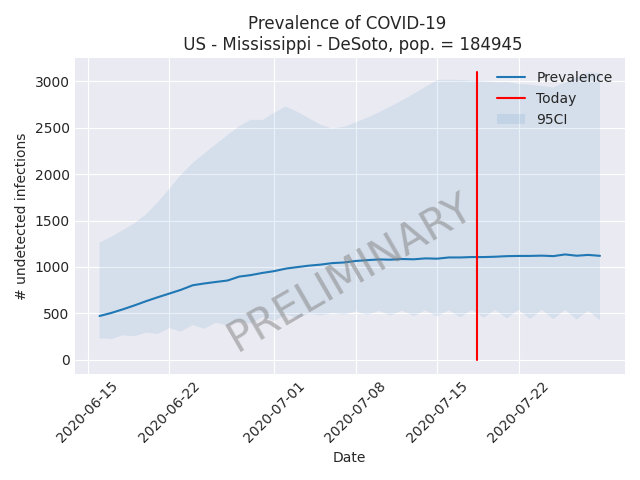 Prevalence of COVID-19
US - Mississippi - DeSoto, pop. = 184945
3000
2500
2000
1500
1000
500
0
# undetected infections
Prevalence
Today
95CI
PRELIMINARY
2020-06-15
2020-06-22
2020-07-01
2020-07-08
2020-07-15
2020-07-22
Date